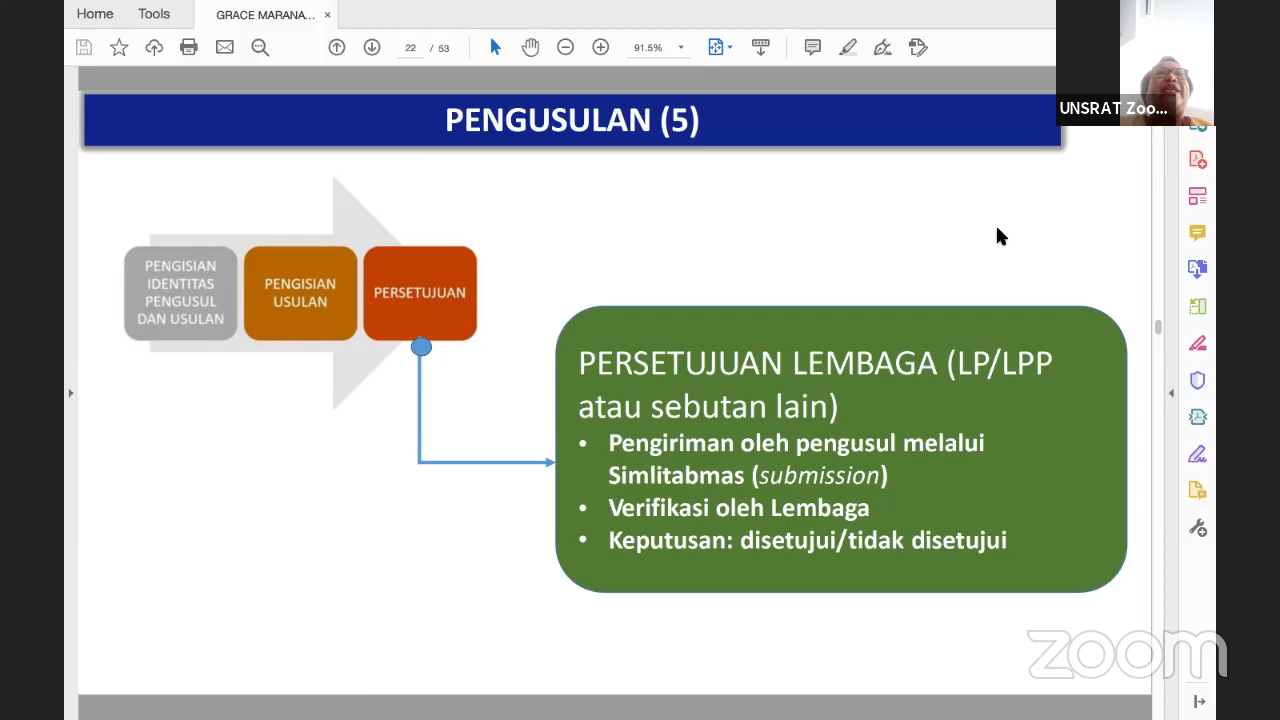 Home
Tools
GRACE MARANA...
22 / 53
91.5%
UNSRAT Zoo...
PENGUSULAN (5)
PENGISIAN
IDENTITAS
PENGUSUL
DAN USULAN
PENGISIAN
USULAN
PERSETUJUAN
PERSETUJUAN LEMBAGA (LP/LPP
atau sebutan lain)
• Pengiriman oleh pengusul melalui
Simlitabmas (submission)
• Verifikasi oleh Lembaga
• Keputusan: disetujui/tidak disetujui
zoom